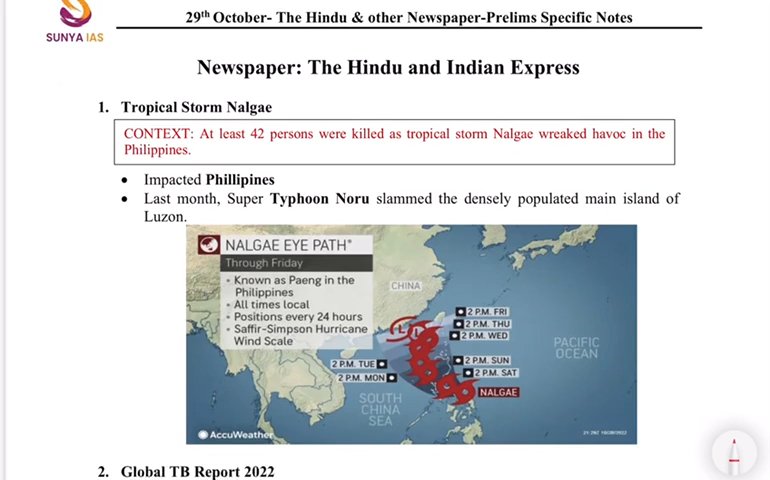 29th October- The Hindu & other Newspaper-Prelims Specific Notes
SUNYA IAS
Newspaper: The Hindu and Indian Express
1. Tropical Storm Nalgae
CONTEXT: At least 42 persons were killed as tropical storm Nalgae wreaked havoc in the
Philippines.
• Impacted Phillipines
• Last month, Super Typhoon Noru slammed the densely populated main island of
Luzon.
NALGAE EYE PATH*
Through Friday
• Known as Paeng in the
Philippines
• All times local
• Positions every 24 hours
• Saffir-Simpson Hurricane
Wind Scale
CHINA
2 P.M. FRI
2 P.M. THU
2 P.M. WED
2 P.M. TUE
2 P.M. MON
2 P.M. SUN
2 P.M. SAT
NALGAE
PACIFIC
OCEAN
SOUTH
CHINA
SEA
L
L
AccuWeather
2. Global TB Report 2022